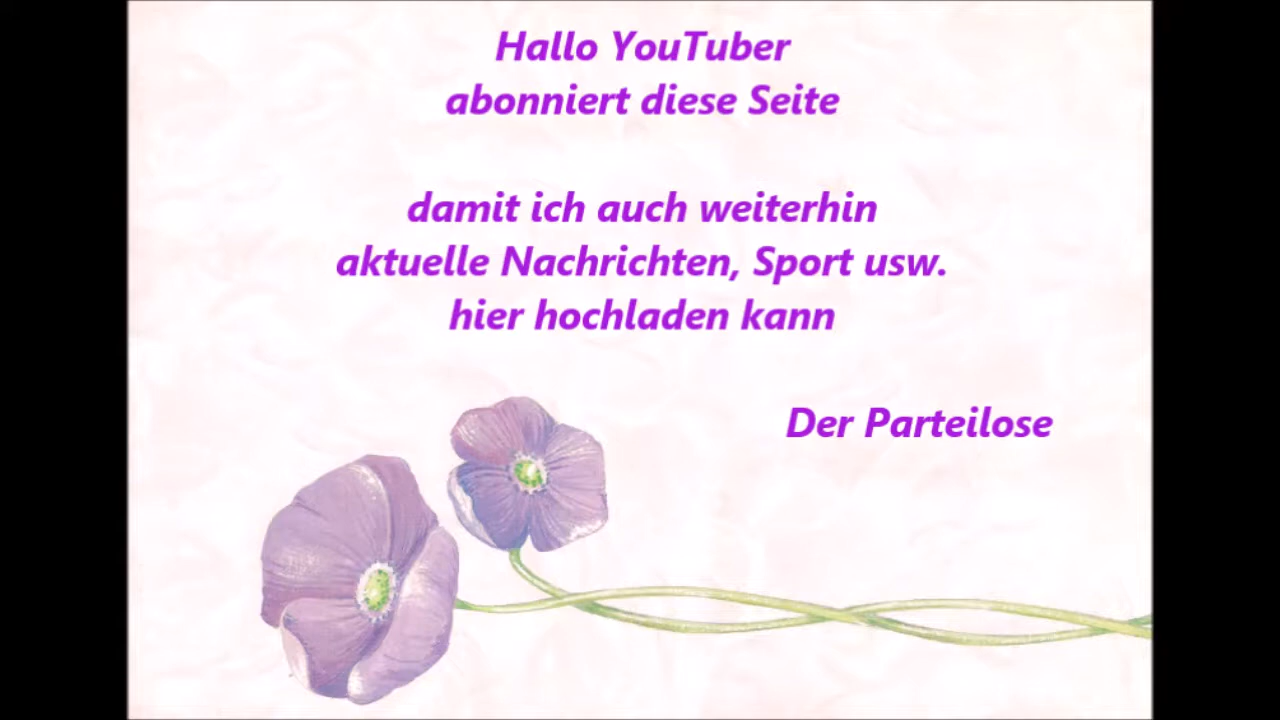 Hallo YouTuber
abonniert diese Seite
damit ich auch weiterhin
aktuelle Nachrichten, Sport usw.
hier hochladen kann
Der Parteilose